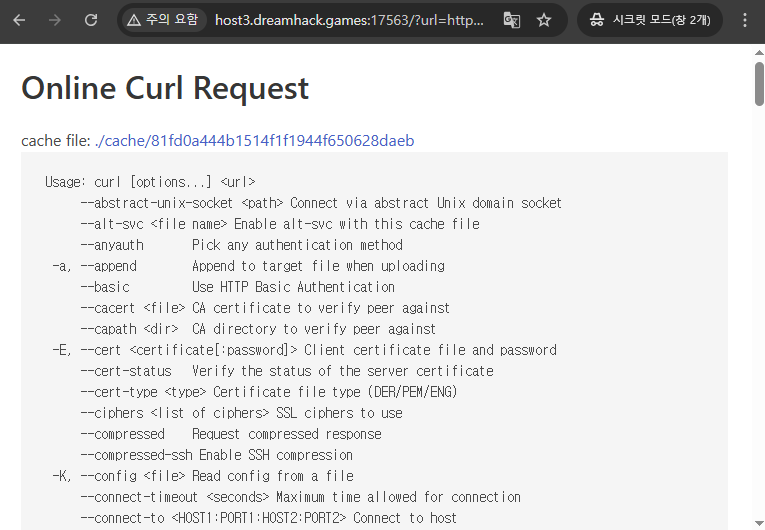 주의 요함
host3.dreamhack.games:17563/?url=http...
시크릿 모드(창 2개)
Online Curl Request
cache file: ./cache/81fd0a444b1514f1f1944f650628daeb
Usage: curl [options...] <url>
--abstract-unix-socket <path> Connect via abstract Unix domain socket
--alt-svc <file name> Enable alt-svc with this cache file
--anyauth Pick any authentication method
-a, --append Append to target file when uploading
--basic Use HTTP Basic Authentication
--cacert <file> CA certificate to verify peer against
--capath <dir> CA directory to verify peer against
-E, --cert <certificate[:password]> Client certificate file and password
--cert-status Verify the status of the server certificate
--cert-type <type> Certificate file type (DER/PEM/ENG)
--ciphers <list of ciphers> SSL ciphers to use
--compressed Request compressed response
--compressed-ssh Enable SSH compression
-K, --config <file> Read config from a file
--connect-timeout <seconds> Maximum time allowed for connection
--connect-to <HOST1:PORT1:HOST2:PORT2> Connect to host